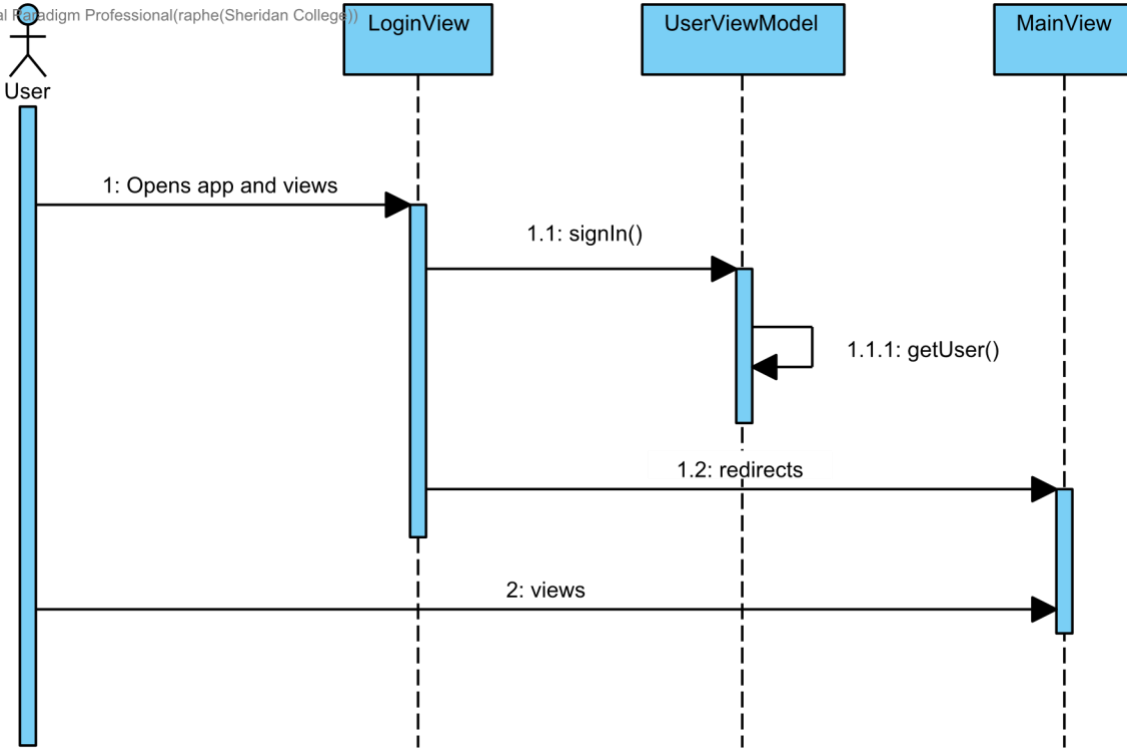 al Paradigm Professional(raphe(Sheridan College))
LoginView
UserViewModel
MainView
User
1: Opens app and views
1.1: signIn()
1.1.1: getUser()
1.2: redirects
2: views